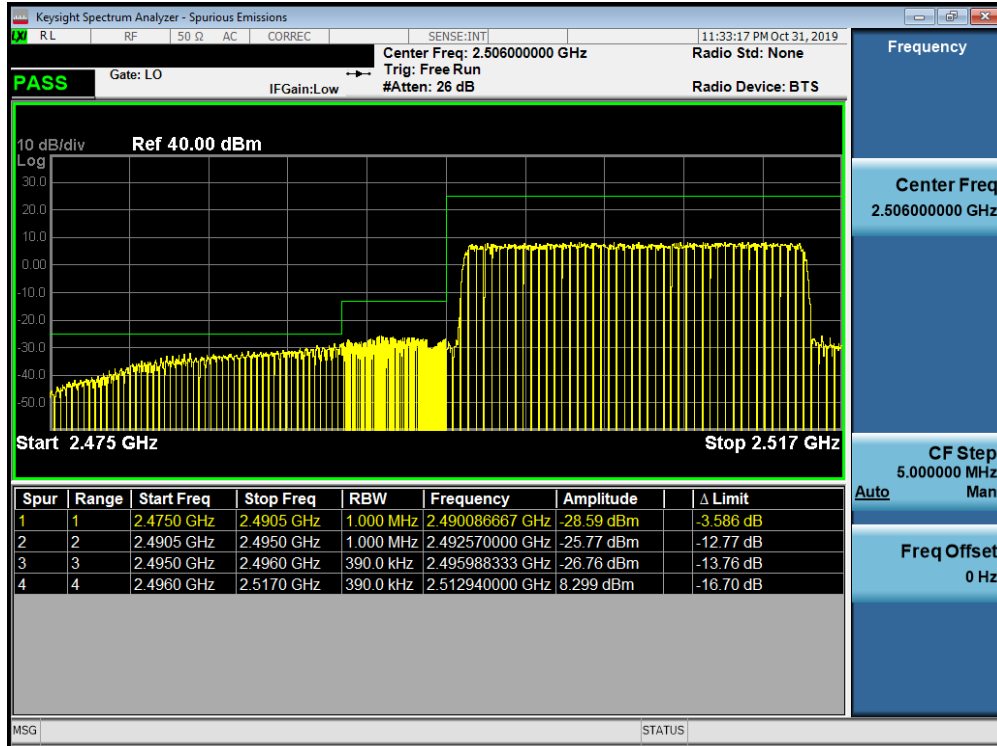 Keysight Spectrum Analyzer - Spurious Emissions
LXI RL RF 50 Ω AC CORREC SENSE:INT 11:33:17 PM Oct 31, 2019
Center Freq: 2.506000000 GHz Radio Std: None
Gate: LO Trig: Free Run
PASS IFGain:Low #Atten: 26 dB Radio Device: BTS
10 dB/div Ref 40.00 dBm
Log
30.0
20.0
10.0
0.00
-10.0
-20.0
-30.0
-40.0
-50.0
Start 2.475 GHz Stop 2.517 GHz
Spur Range Start Freq Stop Freq RBW Frequency Amplitude Δ Limit
1 1 2.4750 GHz 2.4905 GHz 1.000 MHz 2.490086667 GHz -28.59 dBm -3.586 dB
2 2 2.4905 GHz 2.4950 GHz 1.000 MHz 2.492570000 GHz -25.77 dBm -12.77 dB
3 3 2.4950 GHz 2.4960 GHz 390.0 kHz 2.495988333 GHz -26.76 dBm -13.76 dB
4 4 2.4960 GHz 2.5170 GHz 390.0 kHz 2.512940000 GHz 8.299 dBm -16.70 dB
MSG STATUS
Frequency
Center Freq
2.506000000 GHz
CF Step
5.000000 MHz
Auto Man
Freq Offset
0 Hz